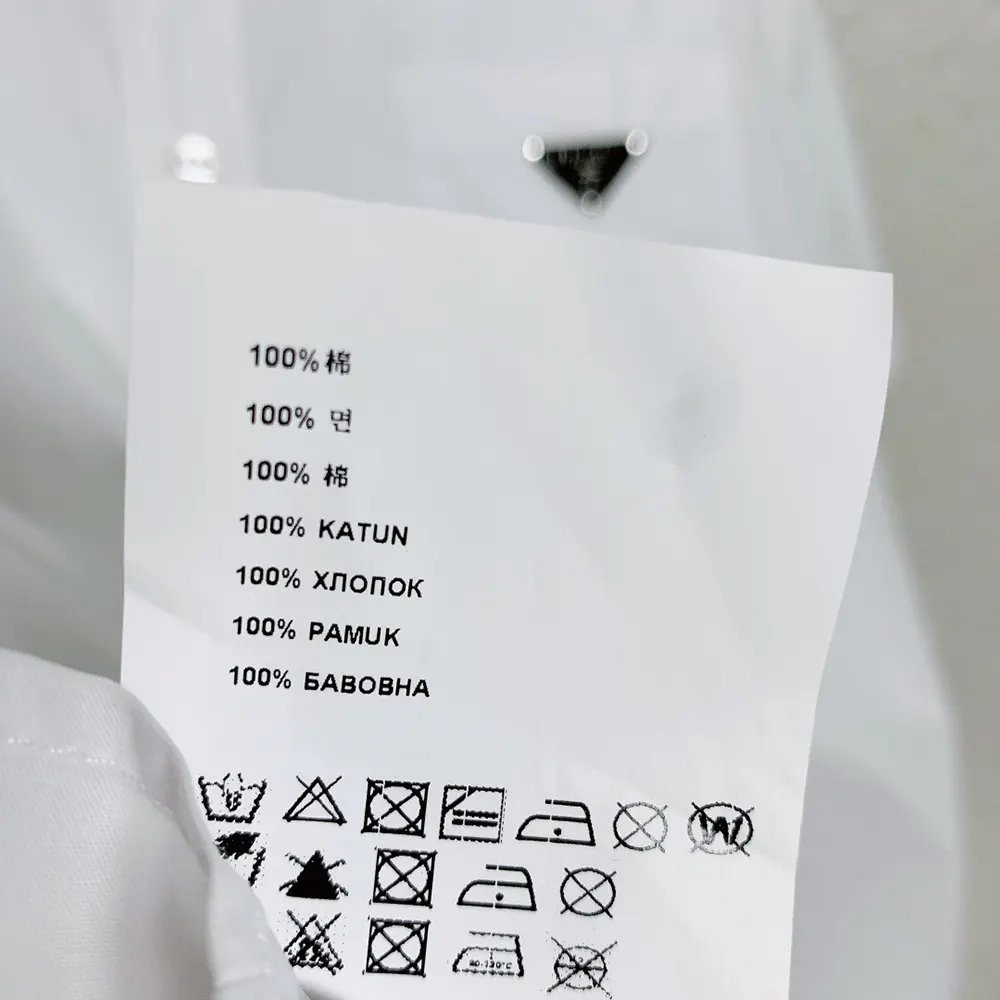 100% 棉
100% 면
100% 棉
100% KATUN
100% ХЛОПОК
100% PAMUK
100% БАВОВНА
W